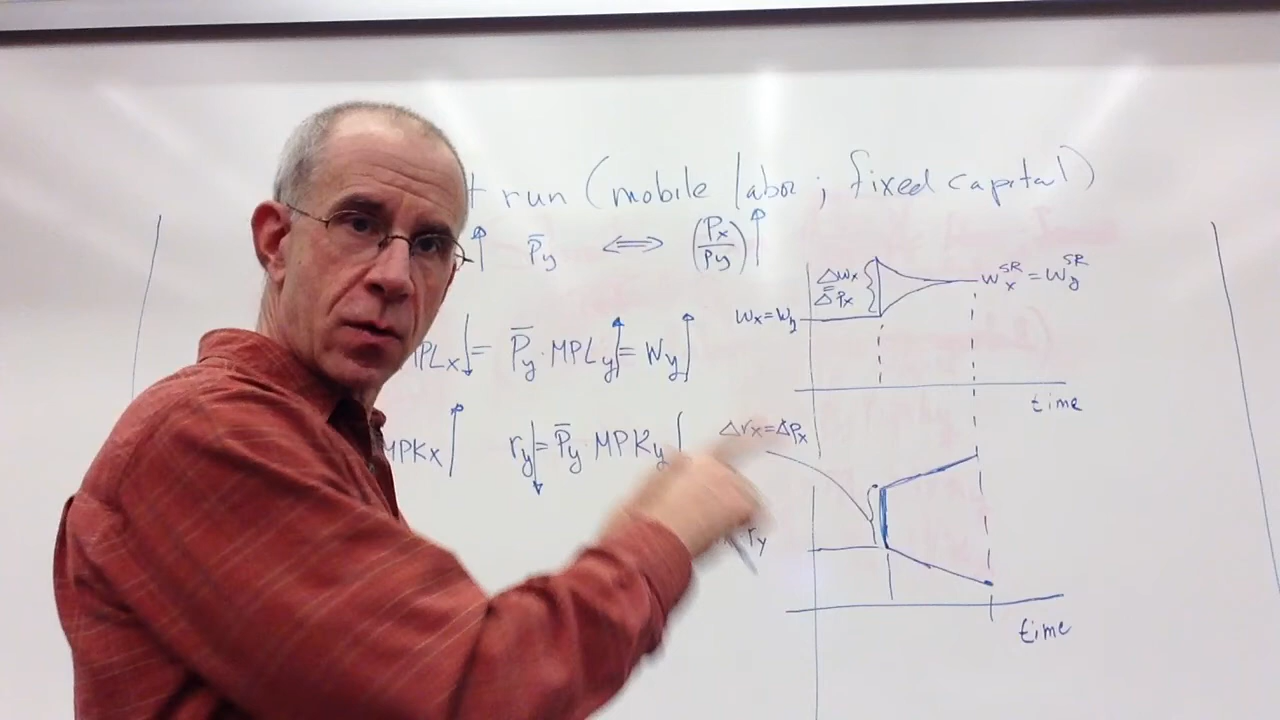 t run (mobile labor ; fixed capital)
↑ P̄y ⟺ (Px/Py)↑
MPLx↓ = P̄y · MPLy↑ = Wy↑
MPKx↑ ry↓ = P̄y · MPKy
ΔWx = ΔPx
Wx = Wy
Wx^SR = Wy^SR
time
Δrx = Δpx
ry
time